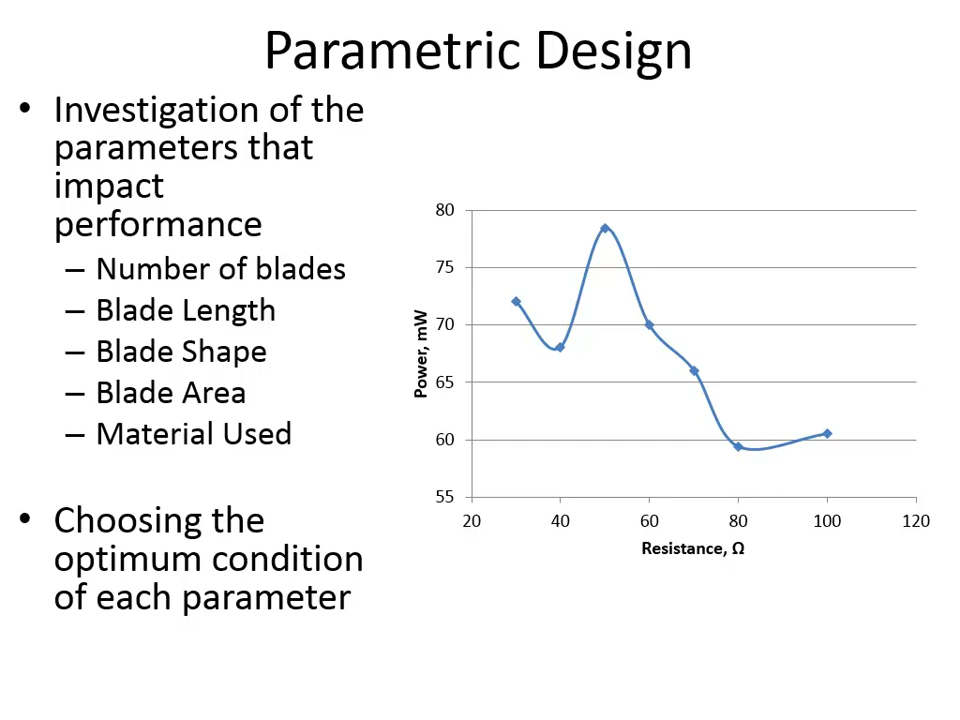 Parametric Design
• Investigation of the
parameters that
impact
performance
– Number of blades
– Blade Length
– Blade Shape
– Blade Area
– Material Used
• Choosing the
optimum condition
of each parameter
80
75
70
65
60
55
Power, mW
20 40 60 80 100 120
Resistance, Ω